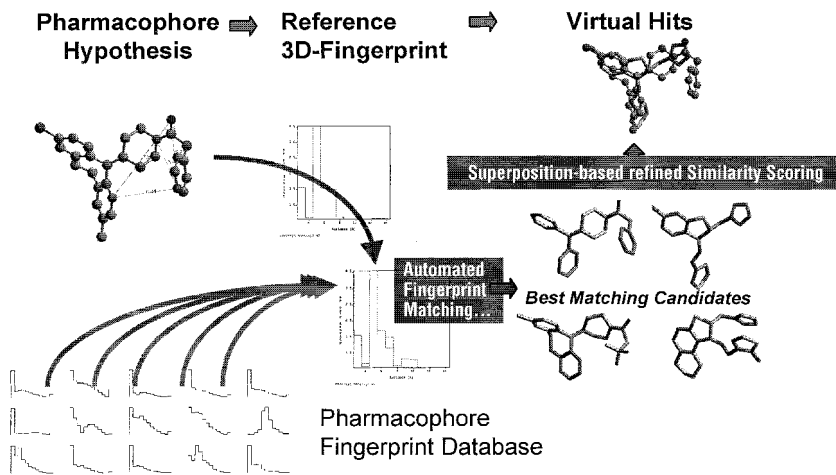 Pharmacophore
Hypothesis
Reference
3D-Fingerprint
Virtual Hits
Superposition-based refined Similarity Scoring
Automated
Fingerprint
Matching...
Best Matching Candidates
Pharmacophore
Fingerprint Database